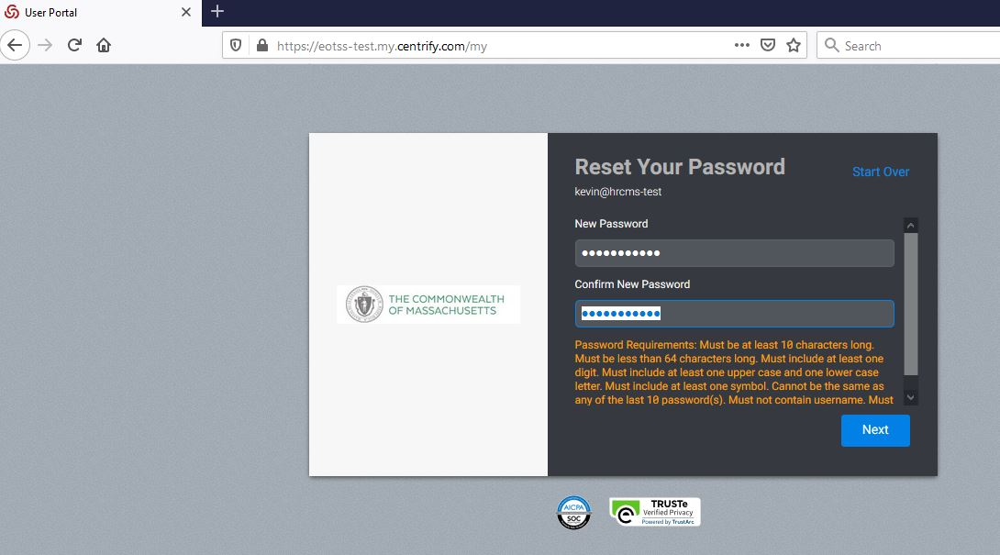 User Portal
https://eotss-test.my.centrify.com/my
Search
Reset Your Password
Start Over
kevin@hrcms-test
New Password
Confirm New Password
THE COMMONWEALTH
OF MASSACHUSETTS
Password Requirements: Must be at least 10 characters long.
Must be less than 64 characters long. Must include at least one
digit. Must include at least one upper case and one lower case
letter. Must include at least one symbol. Cannot be the same as
any of the last 10 password(s). Must not contain username. Must
Next
AICPA
SOC
TRUSTe
Verified Privacy
Powered by TrustArc